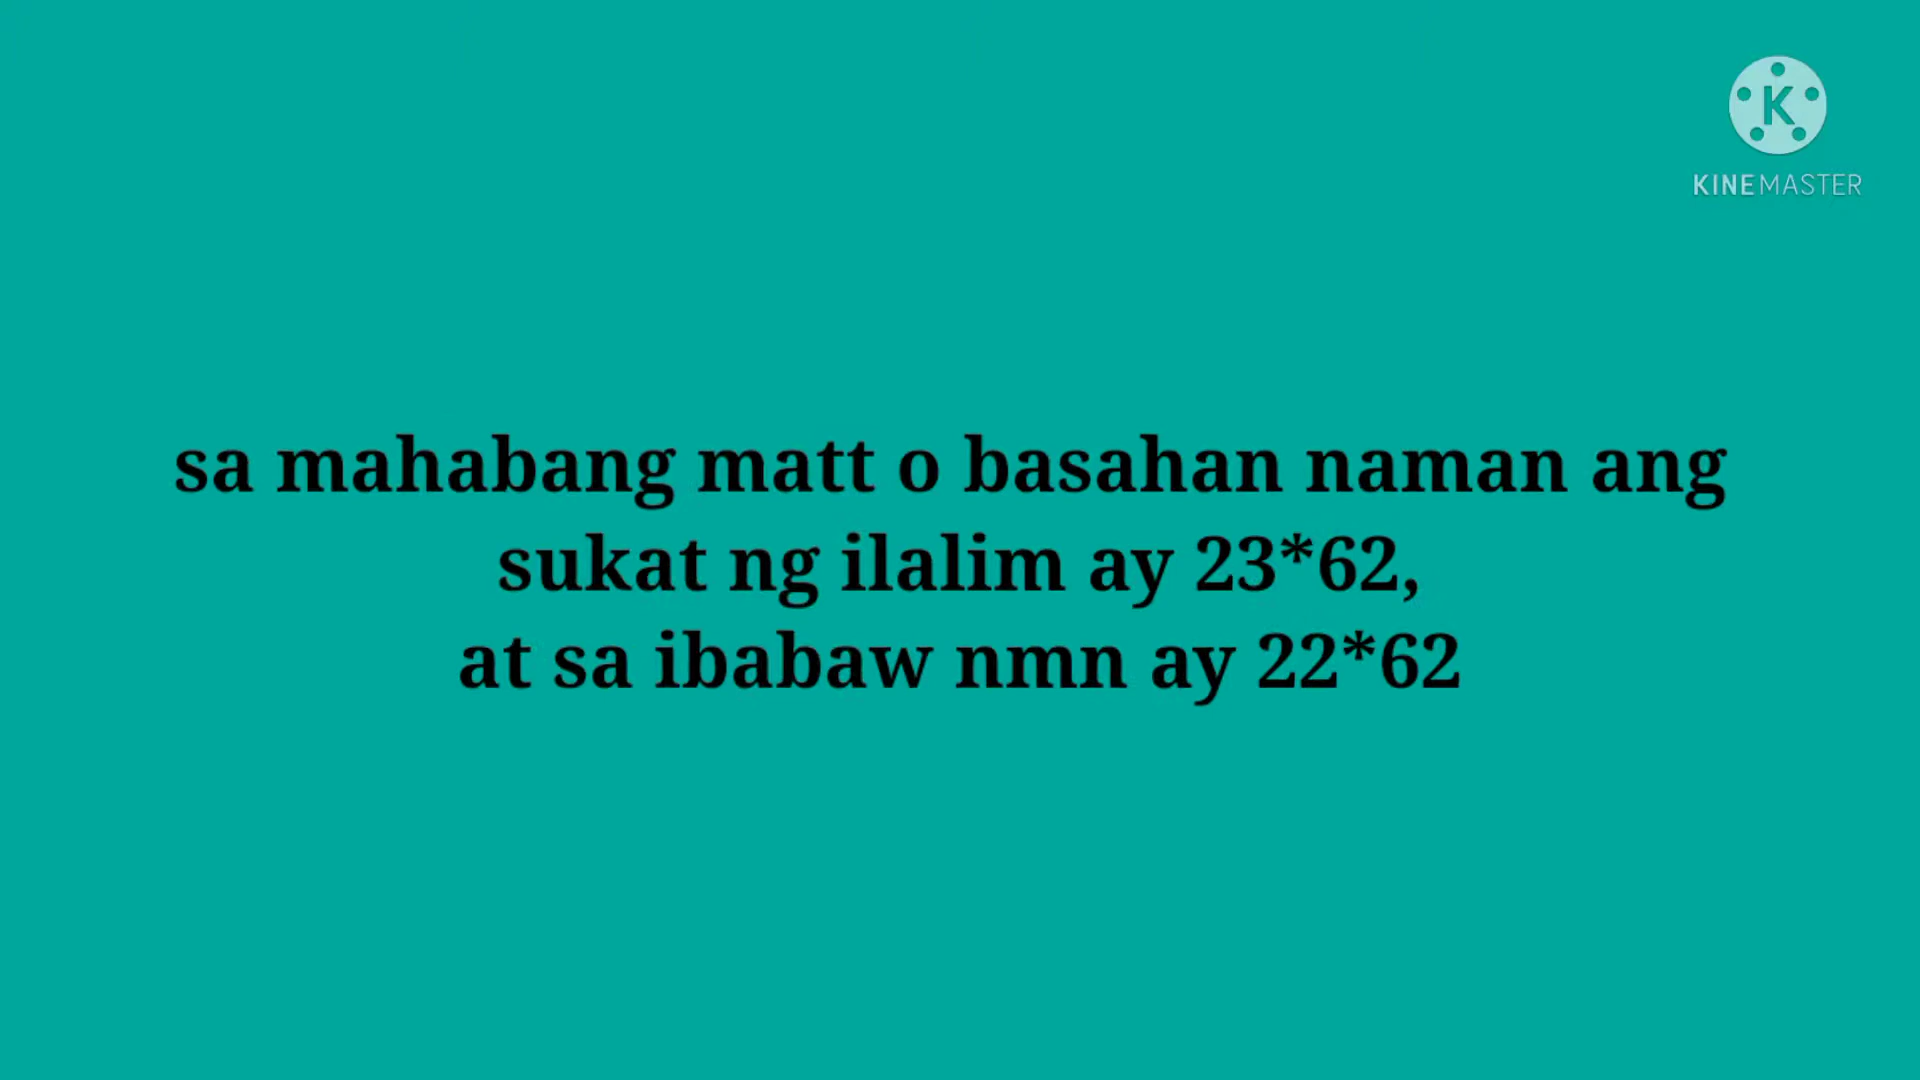 K
KINEMASTER
sa mahabang matt o basahan naman ang
sukat ng ilalim ay 23*62,
at sa ibabaw nmn ay 22*62